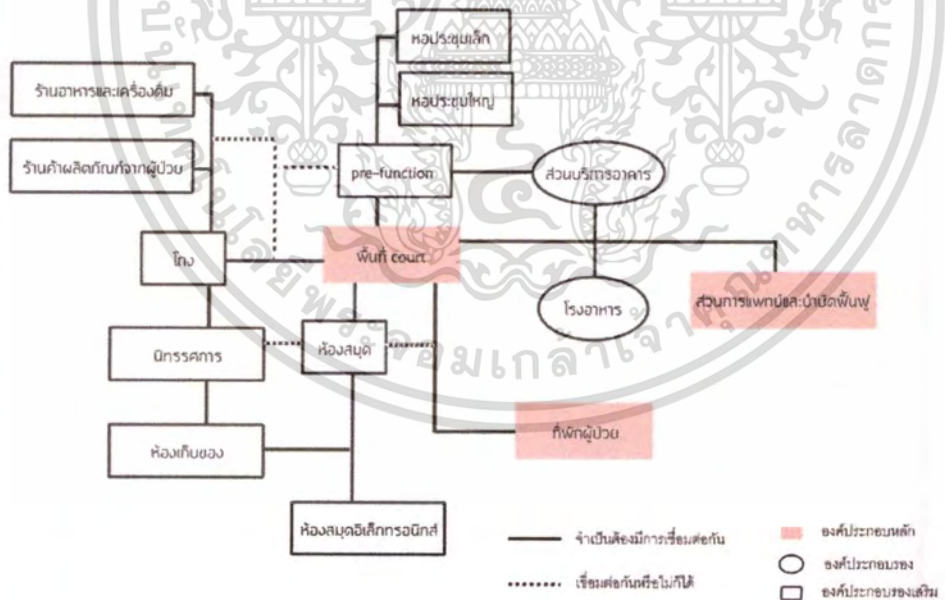 หอประชุมเล็ก
ร้านอาหารและเครื่องดื่ม
หอประชุมใหญ่
ร้านค้าผลิตภัณฑ์จากผู้ป่วย
pre-function
ส่วนบริการอาคาร
โถง
พื้นที่ court
ส่วนการแพทย์และบำบัดฟื้นฟู
โรงอาหาร
นิทรรศการ
ห้องสมุด
ห้องเก็บของ
ที่พักผู้ป่วย
ห้องสมุดอิเล็กทรอนิกส์
จำเป็นต้องมีการเชื่อมต่อกัน
องค์ประกอบหลัก
องค์ประกอบรอง
เชื่อมต่อกันหรือไม่ก็ได้
องค์ประกอบรองเสริม